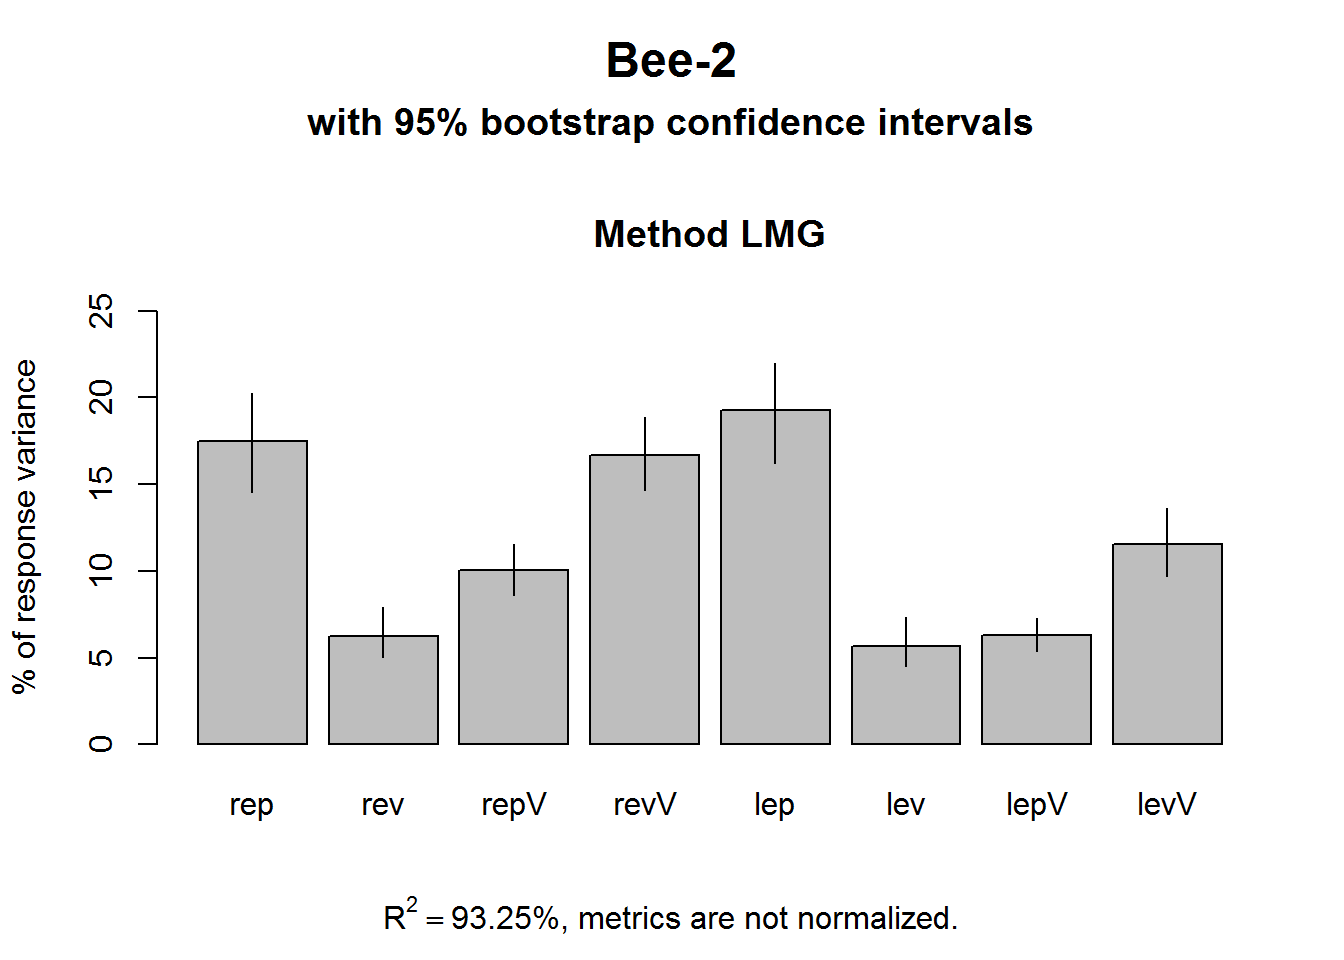 Bee-2
with 95% bootstrap confidence intervals
Method LMG
% of response variance
25
20
15
10
5
0
rep rev repV revV lep lev lepV levV
R² = 93.25%, metrics are not normalized.